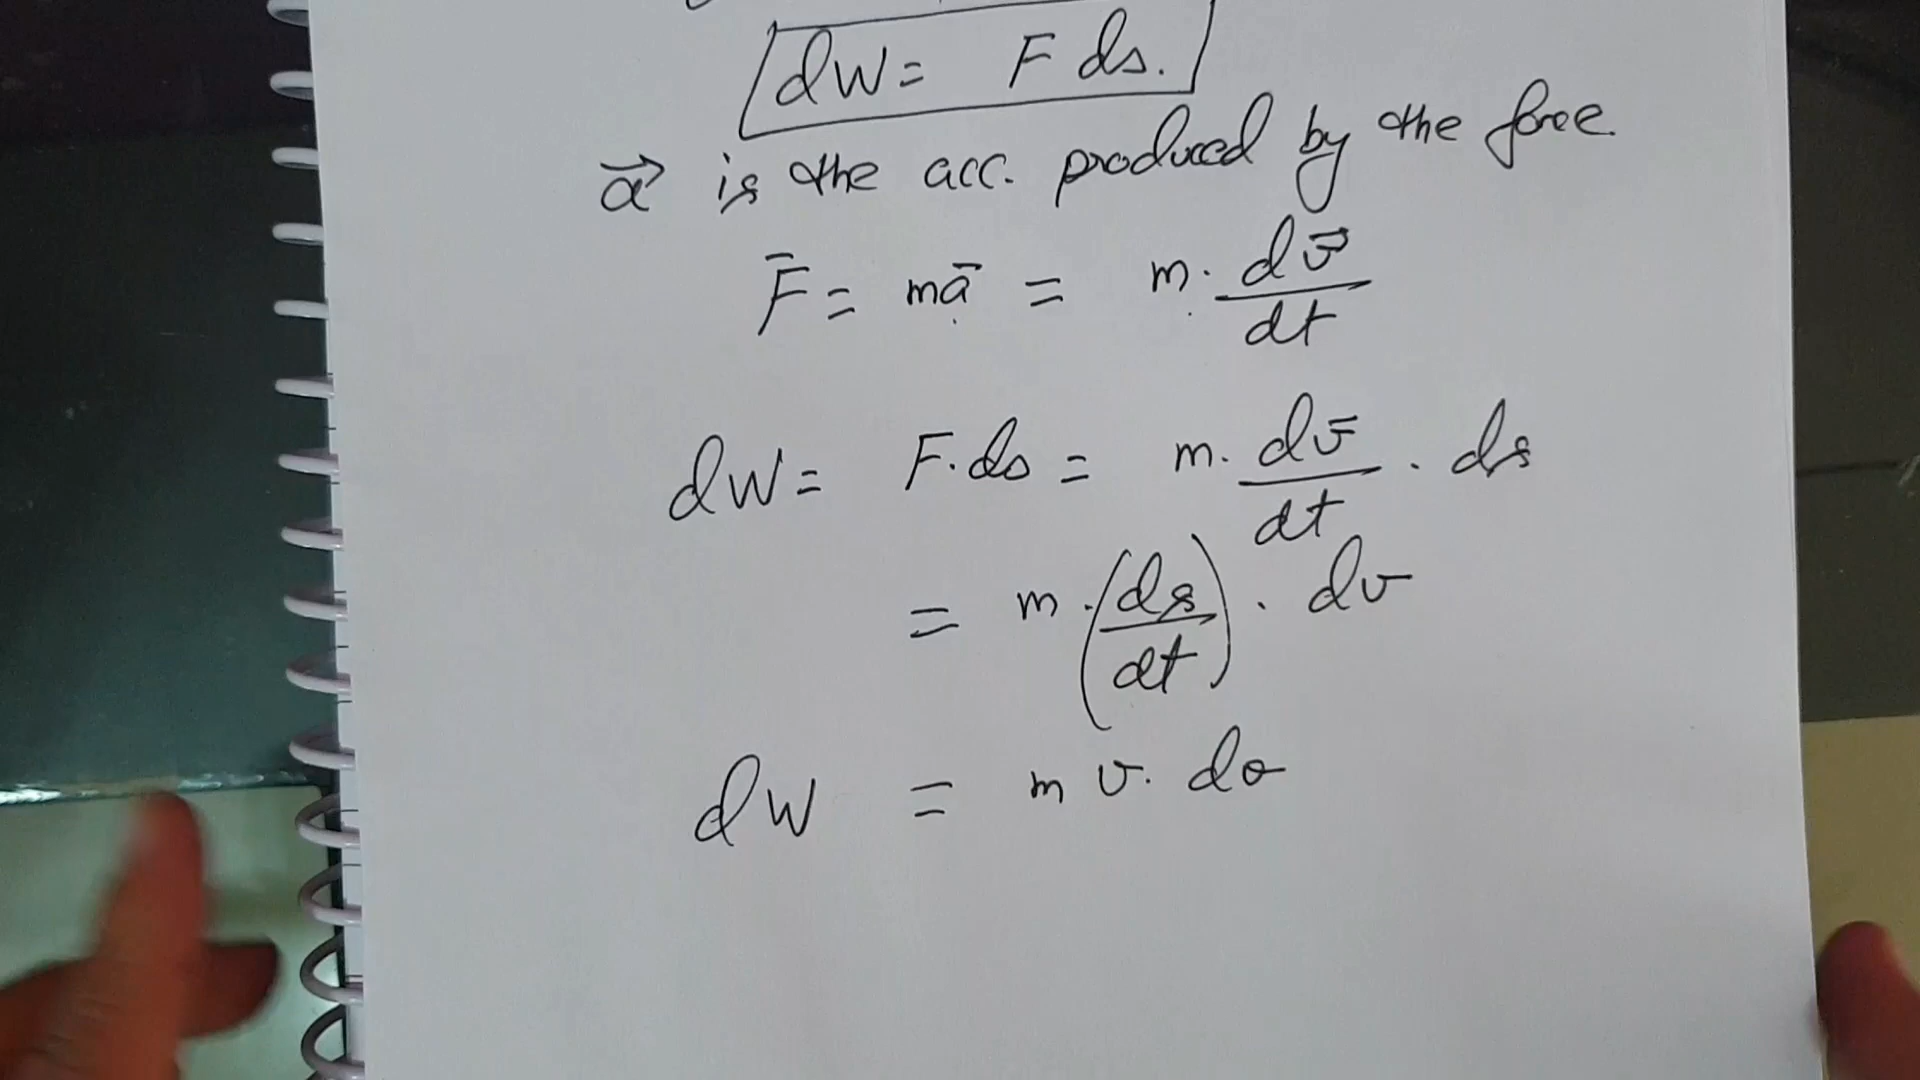 dW = F ds.
a⃗ is the acc. produced by the force.
F̄ = mā = m. dv⃗/dt
dW = F. ds = m. dv̄/dt . ds
= m. (ds/dt) . dv
dW = m v. dv